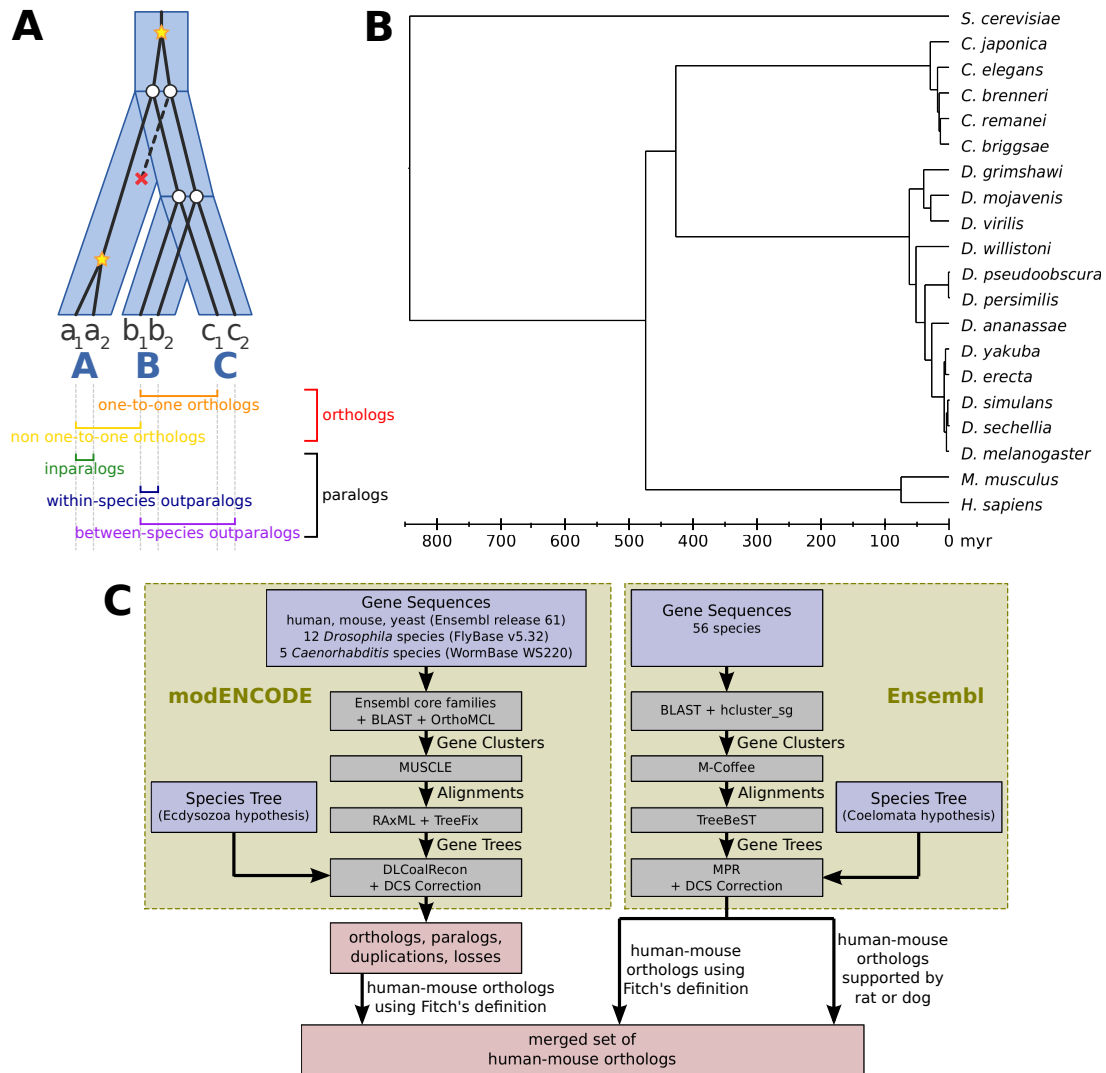 A
a1 a2 b1 b2 c1 c2
A B C
one-to-one orthologs
orthologs
non one-to-one orthologs
inparalogs
within-species outparalogs
paralogs
between-species outparalogs
B
S. cerevisiae
C. japonica
C. elegans
C. brenneri
C. remanei
C. briggsae
D. grimshawi
D. mojavenis
D. virilis
D. willistoni
D. pseudoobscura
D. persimilis
D. ananassae
D. yakuba
D. erecta
D. simulans
D. sechellia
D. melanogaster
M. musculus
H. sapiens
800 700 600 500 400 300 200 100 0 myr
C
modENCODE
Gene Sequences
human, mouse, yeast (Ensembl release 61)
12 Drosophila species (FlyBase v5.32)
5 Caenorhabditis species (WormBase WS220)
Ensembl core families
+ BLAST + OrthoMCL
Gene Clusters
MUSCLE
Alignments
Species Tree
(Ecdysozoa hypothesis)
RAxML + TreeFix
Gene Trees
DLCoalRecon
+ DCS Correction
orthologs, paralogs,
duplications, losses
human-mouse orthologs
using Fitch's definition
Ensembl
Gene Sequences
56 species
BLAST + hcluster_sg
Gene Clusters
M-Coffee
Alignments
TreeBeST
Species Tree
(Coelomata hypothesis)
Gene Trees
MPR
+ DCS Correction
human-mouse
orthologs using
Fitch's definition
human-mouse
orthologs
supported by
rat or dog
merged set of
human-mouse orthologs